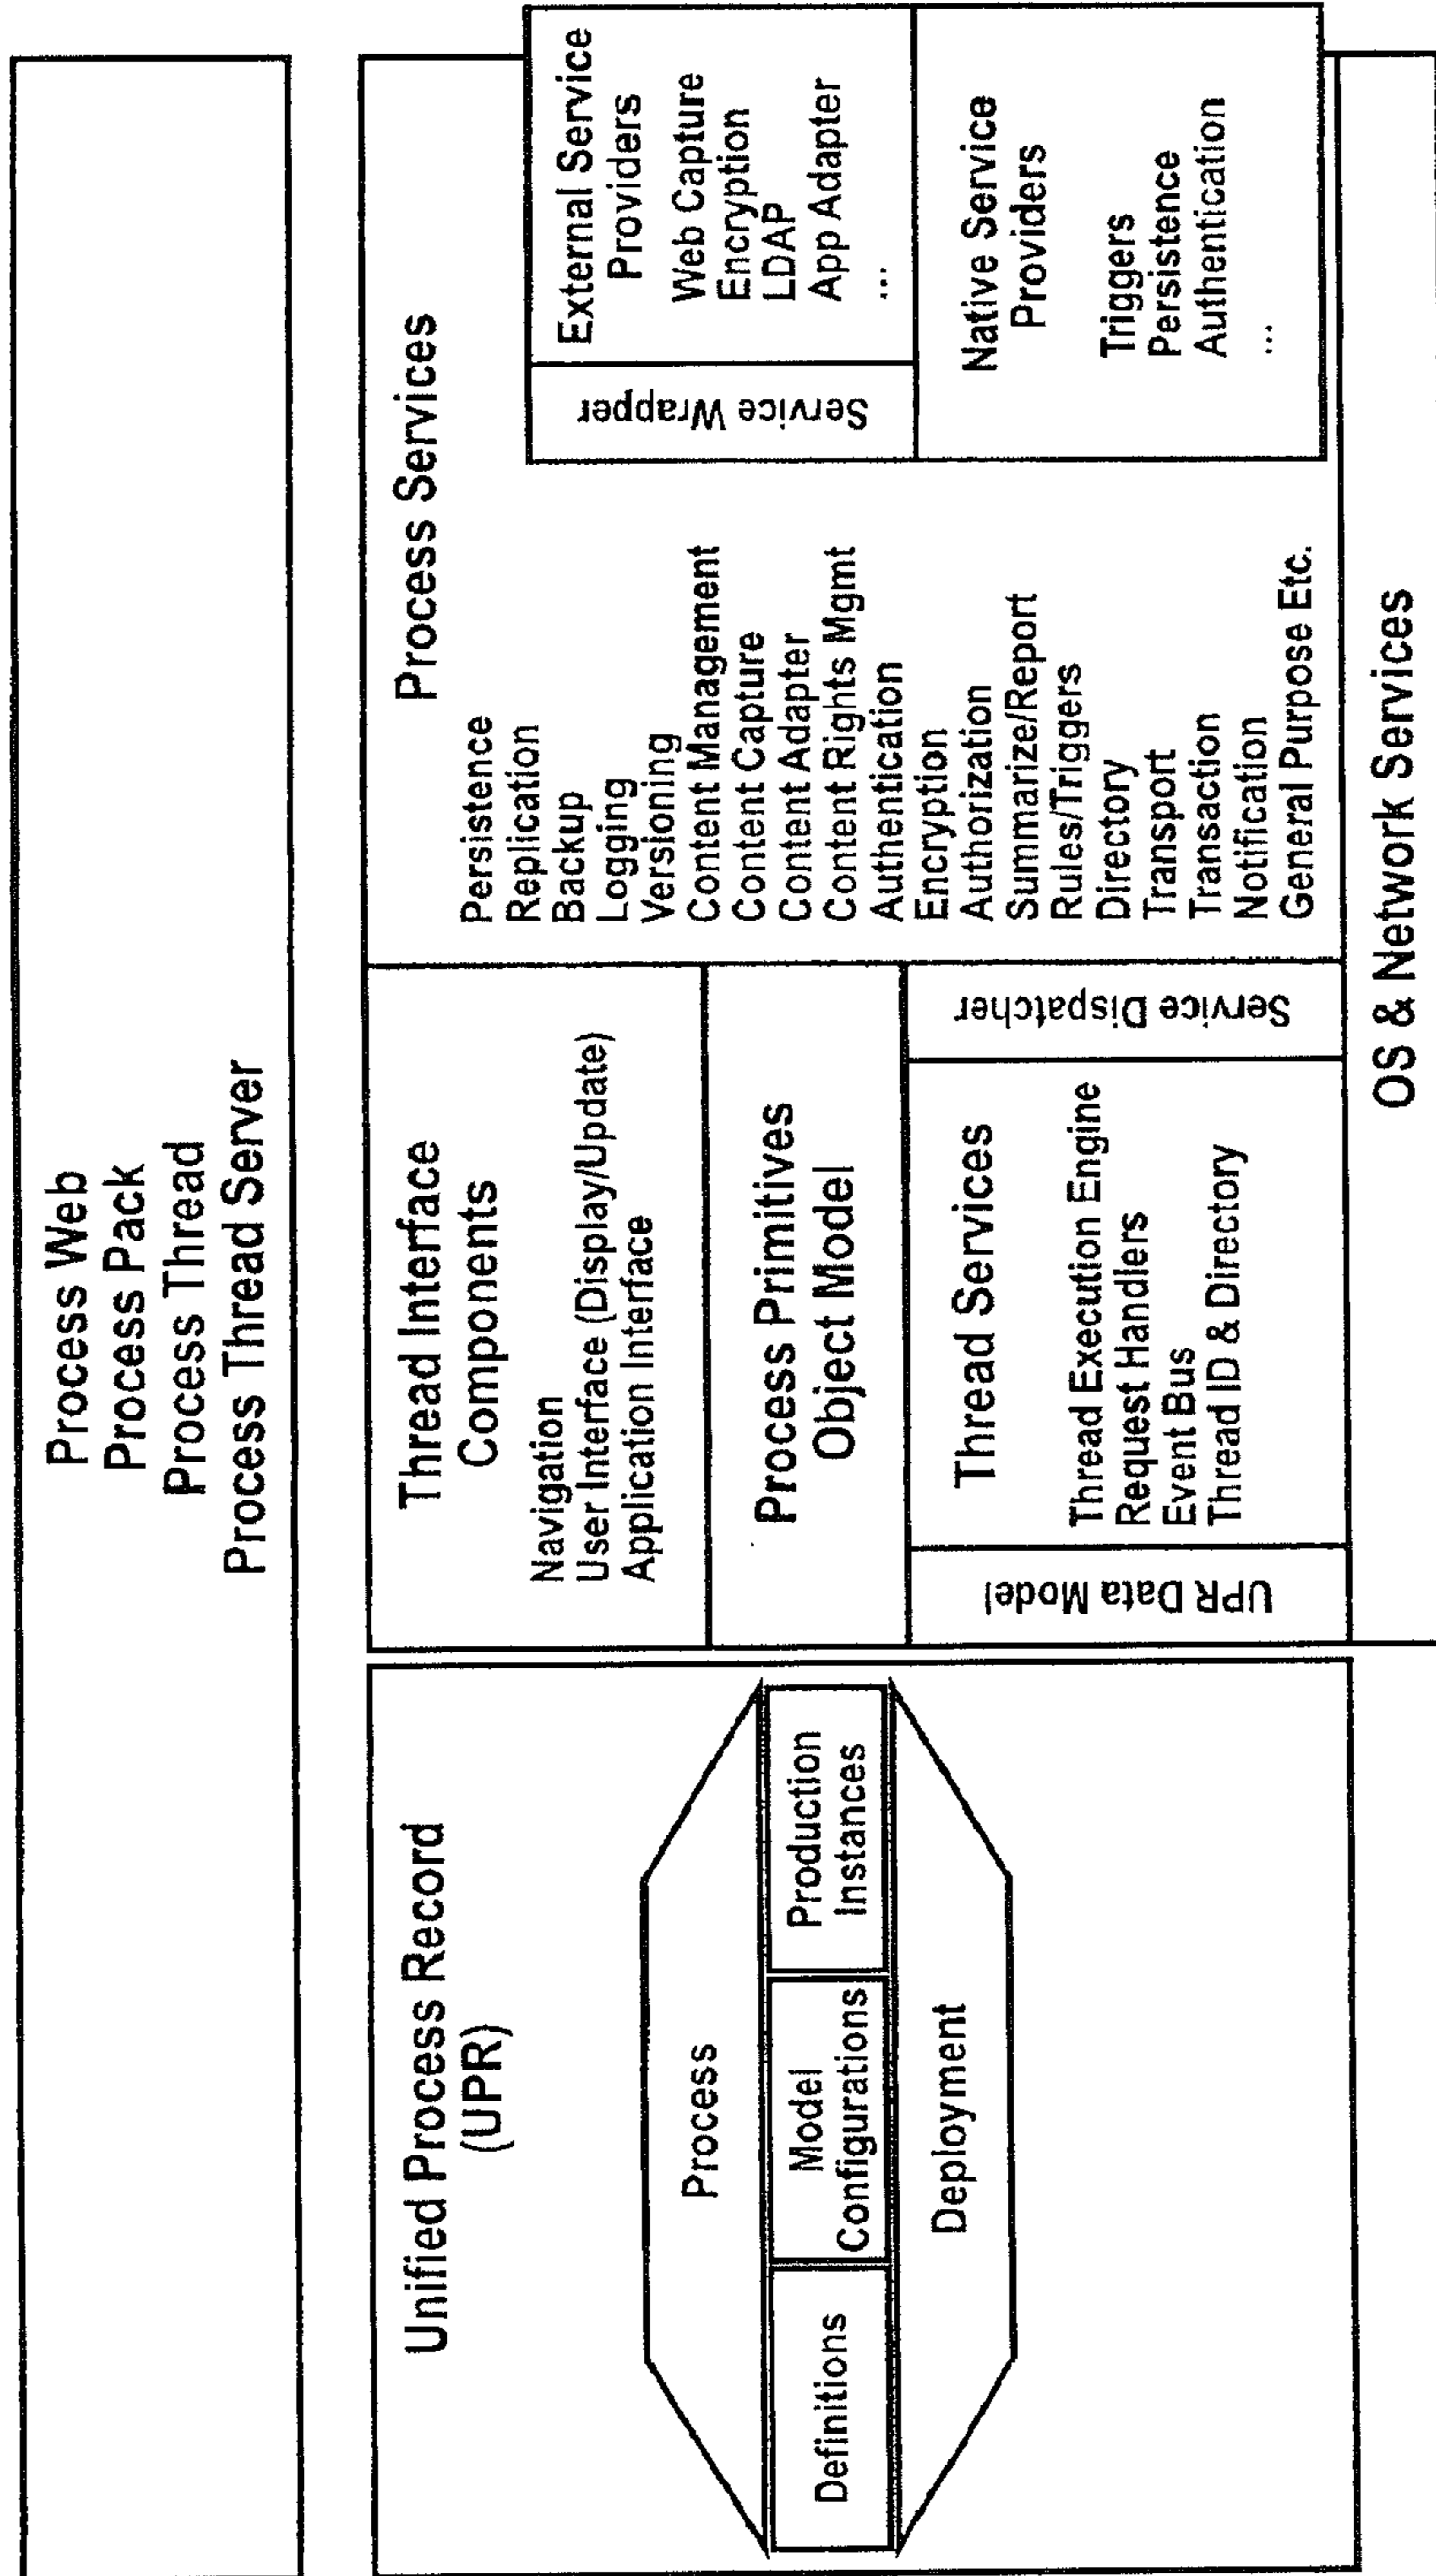 Process Web
Process Pack
Process Thread
Process Thread Server
Unified Process Record
(UPR)
Process
Definitions
Model
Configurations
Production
Instances
Deployment
Thread Interface
Components
Navigation
User Interface (Display/Update)
Application Interface
Process Primitives
Object Model
UPR Data Model
Thread Services
Thread Execution Engine
Request Handlers
Event Bus
Thread ID & Directory
Service Dispatcher
Process Services
Persistence
Replication
Backup
Logging
Versioning
Content Management
Content Capture
Content Adapter
Content Rights Mgmt
Authentication
Encryption
Authorization
Summarize/Report
Rules/Triggers
Directory
Transport
Transaction
Notification
General Purpose Etc.
Service Wrapper
External Service
Providers
Web Capture
Encryption
LDAP
App Adapter
...
Native Service
Providers
Triggers
Persistence
Authentication
...
OS & Network Services